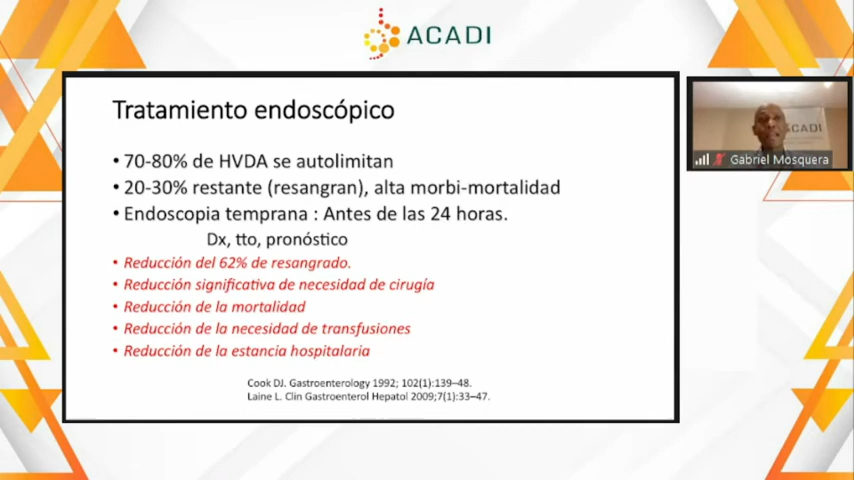 ACADI
Tratamiento endoscópico
• 70-80% de HVDA se autolimitan
• 20-30% restante (resangran), alta morbi-mortalidad
• Endoscopia temprana : Antes de las 24 horas.
Dx, tto, pronóstico
• Reducción del 62% de resangrado.
• Reducción significativa de necesidad de cirugía
• Reducción de la mortalidad
• Reducción de la necesidad de transfusiones
• Reducción de la estancia hospitalaria
Cook DJ. Gastroenterology 1992; 102(1):139–48.
Laine L. Clin Gastroenterol Hepatol 2009;7(1):33–47.
ACADI
Gabriel Mosquera